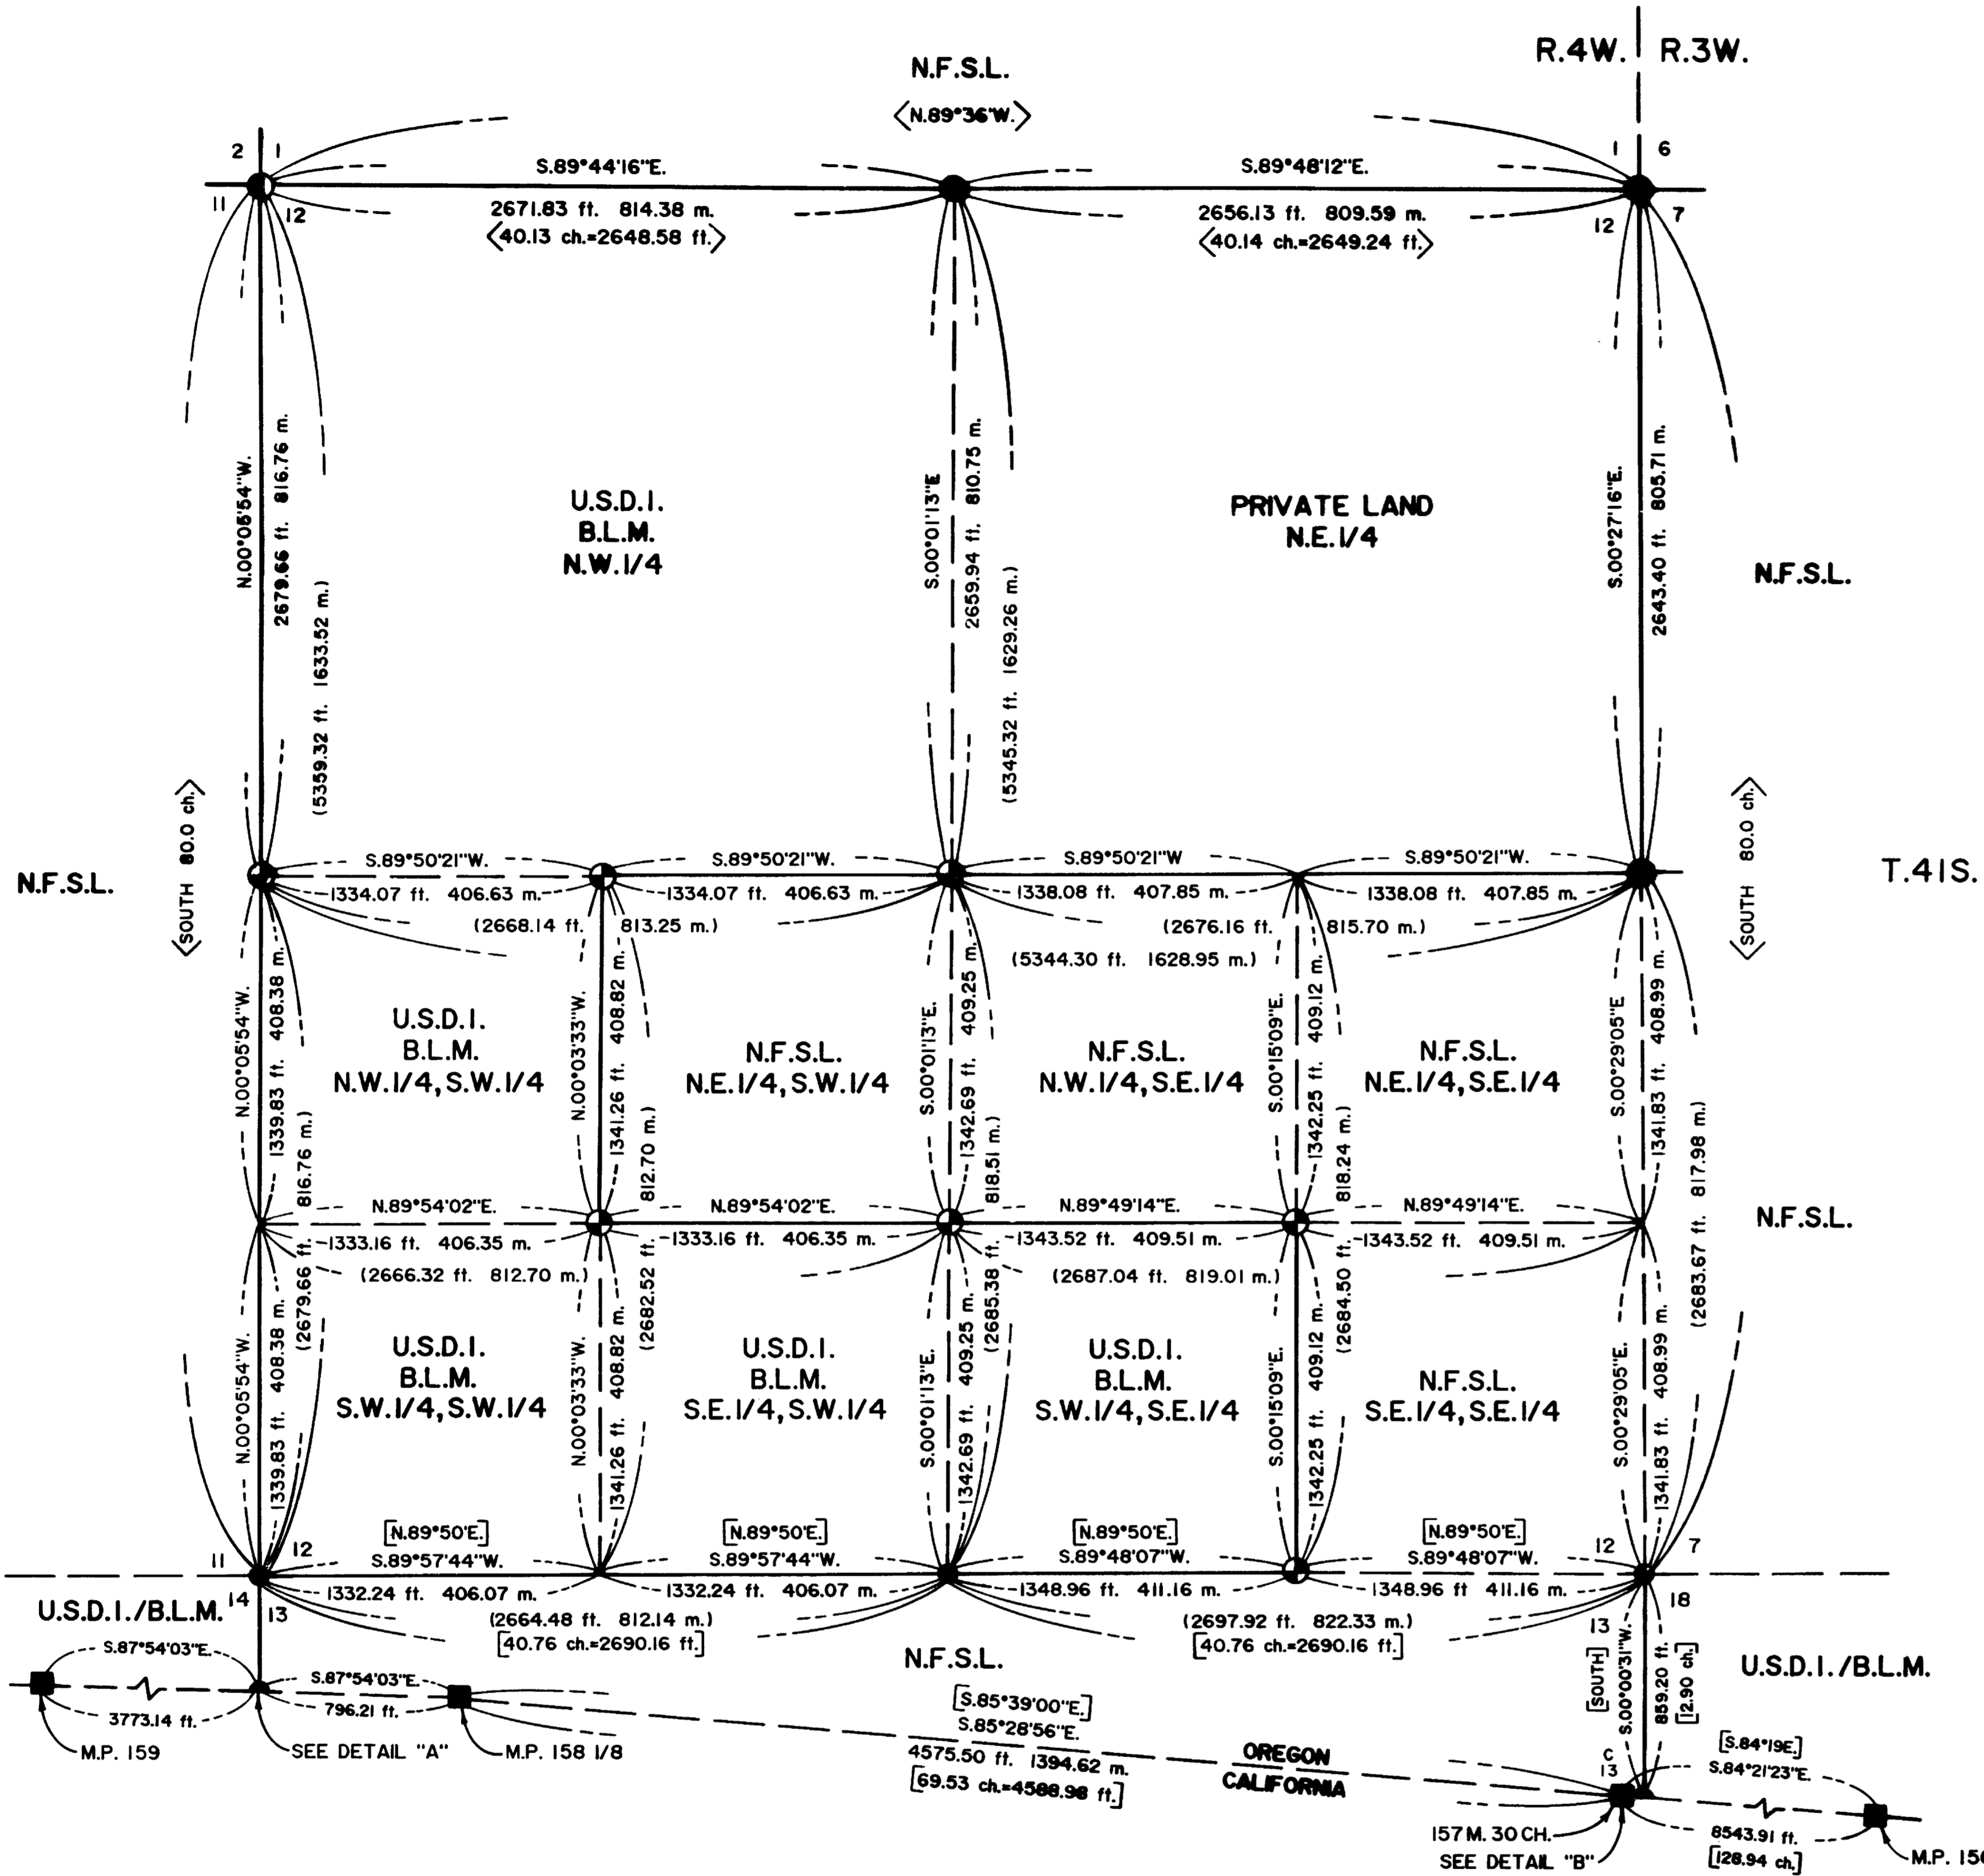 R.4W. R.3W.
N.F.S.L.
<N.89°36'W.>
2 1
1 6
S.89°44'16"E.
S.89°48'12"E.
11 12
12 7
2671.83 ft. 814.38 m.
<40.13 ch.=2648.58 ft.>
2656.13 ft. 809.59 m.
<40.14 ch.=2649.24 ft.>
N.00°05'54"W.
2679.66 ft. 816.76 m.
(5359.32 ft. 1633.52 m.)
U.S.D.I.
B.L.M.
N.W.1/4
S.00°01'13"E
2659.94 ft. 810.75 m.
(5345.32 ft. 1629.26 m.)
PRIVATE LAND
N.E.1/4
S.00°27'16"E.
2643.40 ft. 805.71 m.
N.F.S.L.
N.F.S.L.
<SOUTH 80.0 ch.>
<SOUTH 80.0 ch.>
T.41S.
S.89°50'21"W.
S.89°50'21"W.
S.89°50'21"W
S.89°50'21"W.
1334.07 ft. 406.63 m.
1334.07 ft. 406.63 m.
1338.08 ft. 407.85 m.
1338.08 ft. 407.85 m.
(2668.14 ft. 813.25 m.)
(2676.16 ft. 815.70 m.)
(5344.30 ft. 1628.95 m.)
N.00°05'54"W.
1339.83 ft. 408.38 m.
(2679.66 ft. 816.76 m.)
U.S.D.I.
B.L.M.
N.W.1/4, S.W.1/4
N.00°03'33"W.
1341.26 ft. 408.82 m.
(2682.52 ft. 812.70 m.)
N.F.S.L.
N.E.1/4, S.W.1/4
S.00°01'13"E.
1342.69 ft. 409.25 m.
(2685.38 ft. 818.51 m.)
N.F.S.L.
N.W.1/4, S.E.1/4
S.00°15'09"E.
1342.25 ft. 409.12 m.
(2684.50 ft. 818.24 m.)
N.F.S.L.
N.E.1/4, S.E.1/4
S.00°29'05"E
1341.83 ft. 408.99 m.
(2683.67 ft. 817.98 m.)
N.F.S.L.
N.89°54'02"E.
N.89°54'02"E.
N.89°49'14"E.
N.89°49'14"E.
1333.16 ft. 406.35 m.
1333.16 ft. 406.35 m.
1343.52 ft. 409.51 m.
1343.52 ft. 409.51 m.
(2666.32 ft. 812.70 m.)
(2687.04 ft. 819.01 m.)
N.00°05'54"W.
1339.83 ft. 408.38 m.
U.S.D.I.
B.L.M.
S.W.1/4, S.W.1/4
N.00°03'33"W.
1341.26 ft. 408.82 m.
U.S.D.I.
B.L.M.
S.E.1/4, S.W.1/4
S.00°01'13"E.
1342.69 ft. 409.25 m.
U.S.D.I.
B.L.M.
S.W.1/4, S.E.1/4
S.00°15'09"E.
1342.25 ft. 409.12 m.
N.F.S.L.
S.E.1/4, S.E.1/4
S.00°29'05"E.
1341.83 ft. 408.99 m.
[N.89°50'E.]
[N.89°50'E.]
[N.89°50'E.]
[N.89°50'E.]
11 12
12 7
S.89°57'44"W.
S.89°57'44"W.
S.89°48'07"W.
S.89°48'07"W.
14 13
13 18
1332.24 ft. 406.07 m.
1332.24 ft. 406.07 m.
1348.96 ft. 411.16 m.
1348.96 ft. 411.16 m.
(2664.48 ft. 812.14 m.)
[40.76 ch.=2690.16 ft.]
(2697.92 ft. 822.33 m.)
[40.76 ch.=2690.16 ft.]
U.S.D.I./B.L.M.
N.F.S.L.
[SOUTH]
S.00°00'31"W.
859.20 ft.
[12.90 ch.]
U.S.D.I./B.L.M.
S.87°54'03"E.
3773.14 ft.
S.87°54'03"E.
796.21 ft.
M.P. 159
SEE DETAIL "A"
M.P. 158 1/8
[S.85°39'00"E.]
S.85°28'56"E.
4575.50 ft. 1394.62 m.
[69.53 ch.=4588.98 ft.]
OREGON
CALIFORNIA
C
13
[S.84°19E.]
S.84°21'23"E.
8543.91 ft.
[128.94 ch.]
157 M. 30 CH.
SEE DETAIL "B"
M.P. 15